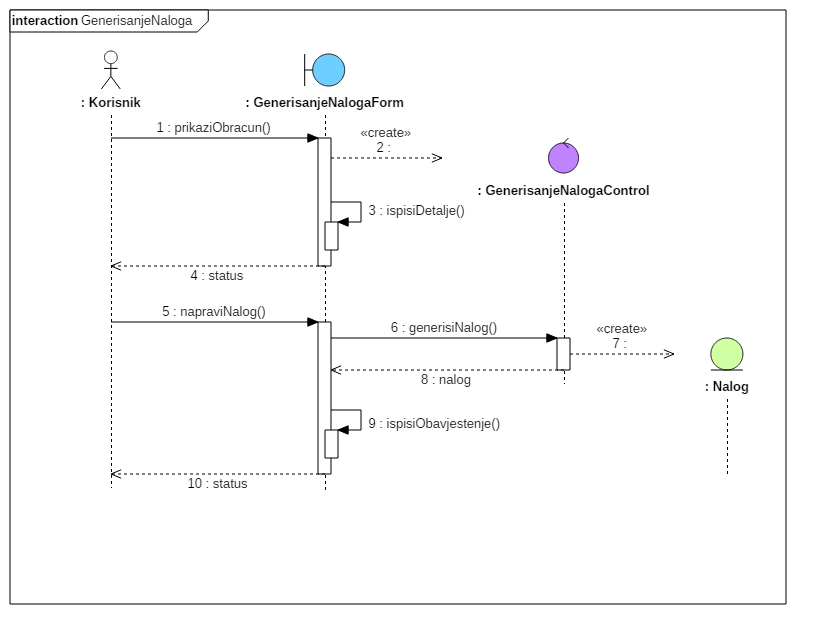 interaction GenerisanjeNaloga
: Korisnik
: GenerisanjeNalogaForm
1 : prikaziObracun()
«create»
2 :
: GenerisanjeNalogaControl
3 : ispisiDetalje()
4 : status
5 : napraviNalog()
6 : generisiNalog()
«create»
7 :
8 : nalog
: Nalog
9 : ispisiObavjestenje()
10 : status